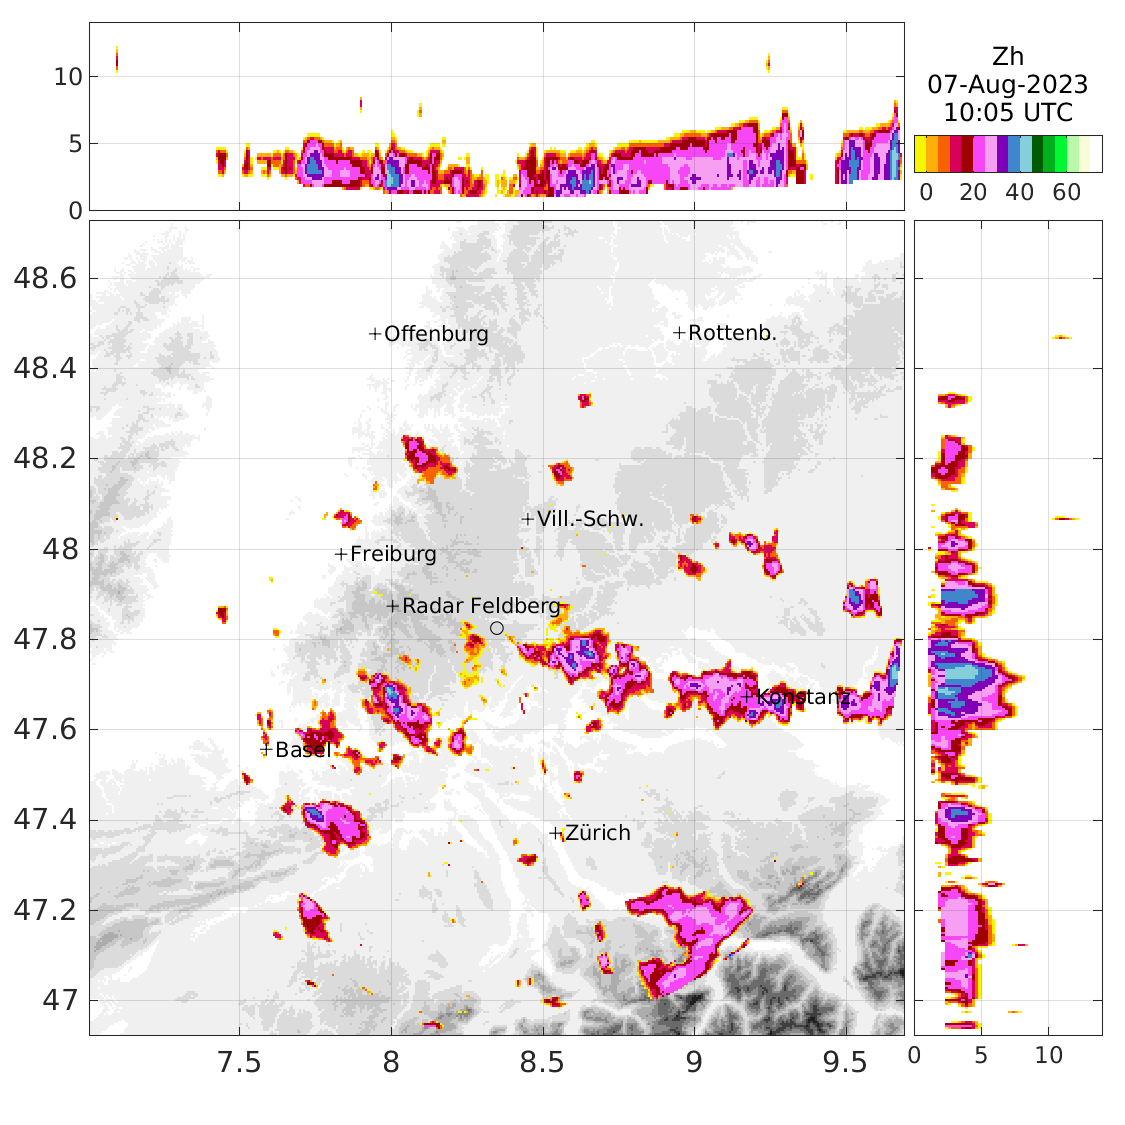 10
5
0
Zh
07-Aug-2023
10:05 UTC
0 20 40 60
48.6
48.4
48.2
48
47.8
47.6
47.4
47.2
47
+Offenburg
+Rottenb.
+Vill.-Schw.
+Freiburg
+Radar Feldberg
+Konstanz
+Basel
+Zürich
7.5 8 8.5 9 9.5
0 5 10